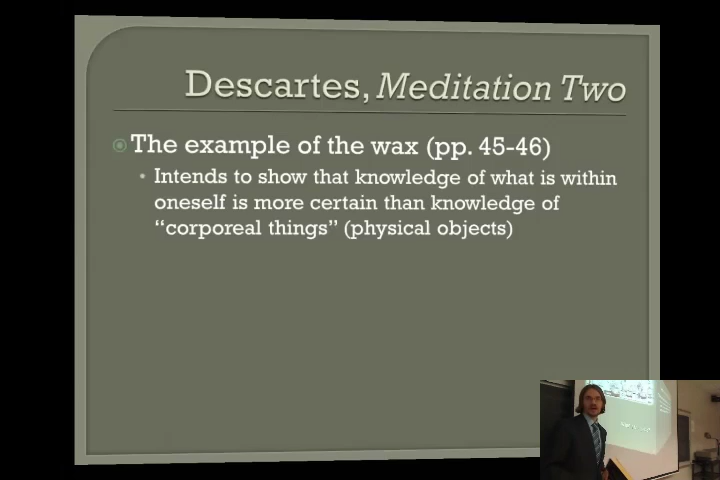 Descartes, Meditation Two
The example of the wax (pp. 45-46)
Intends to show that knowledge of what is within
oneself is more certain than knowledge of
“corporeal things” (physical objects)